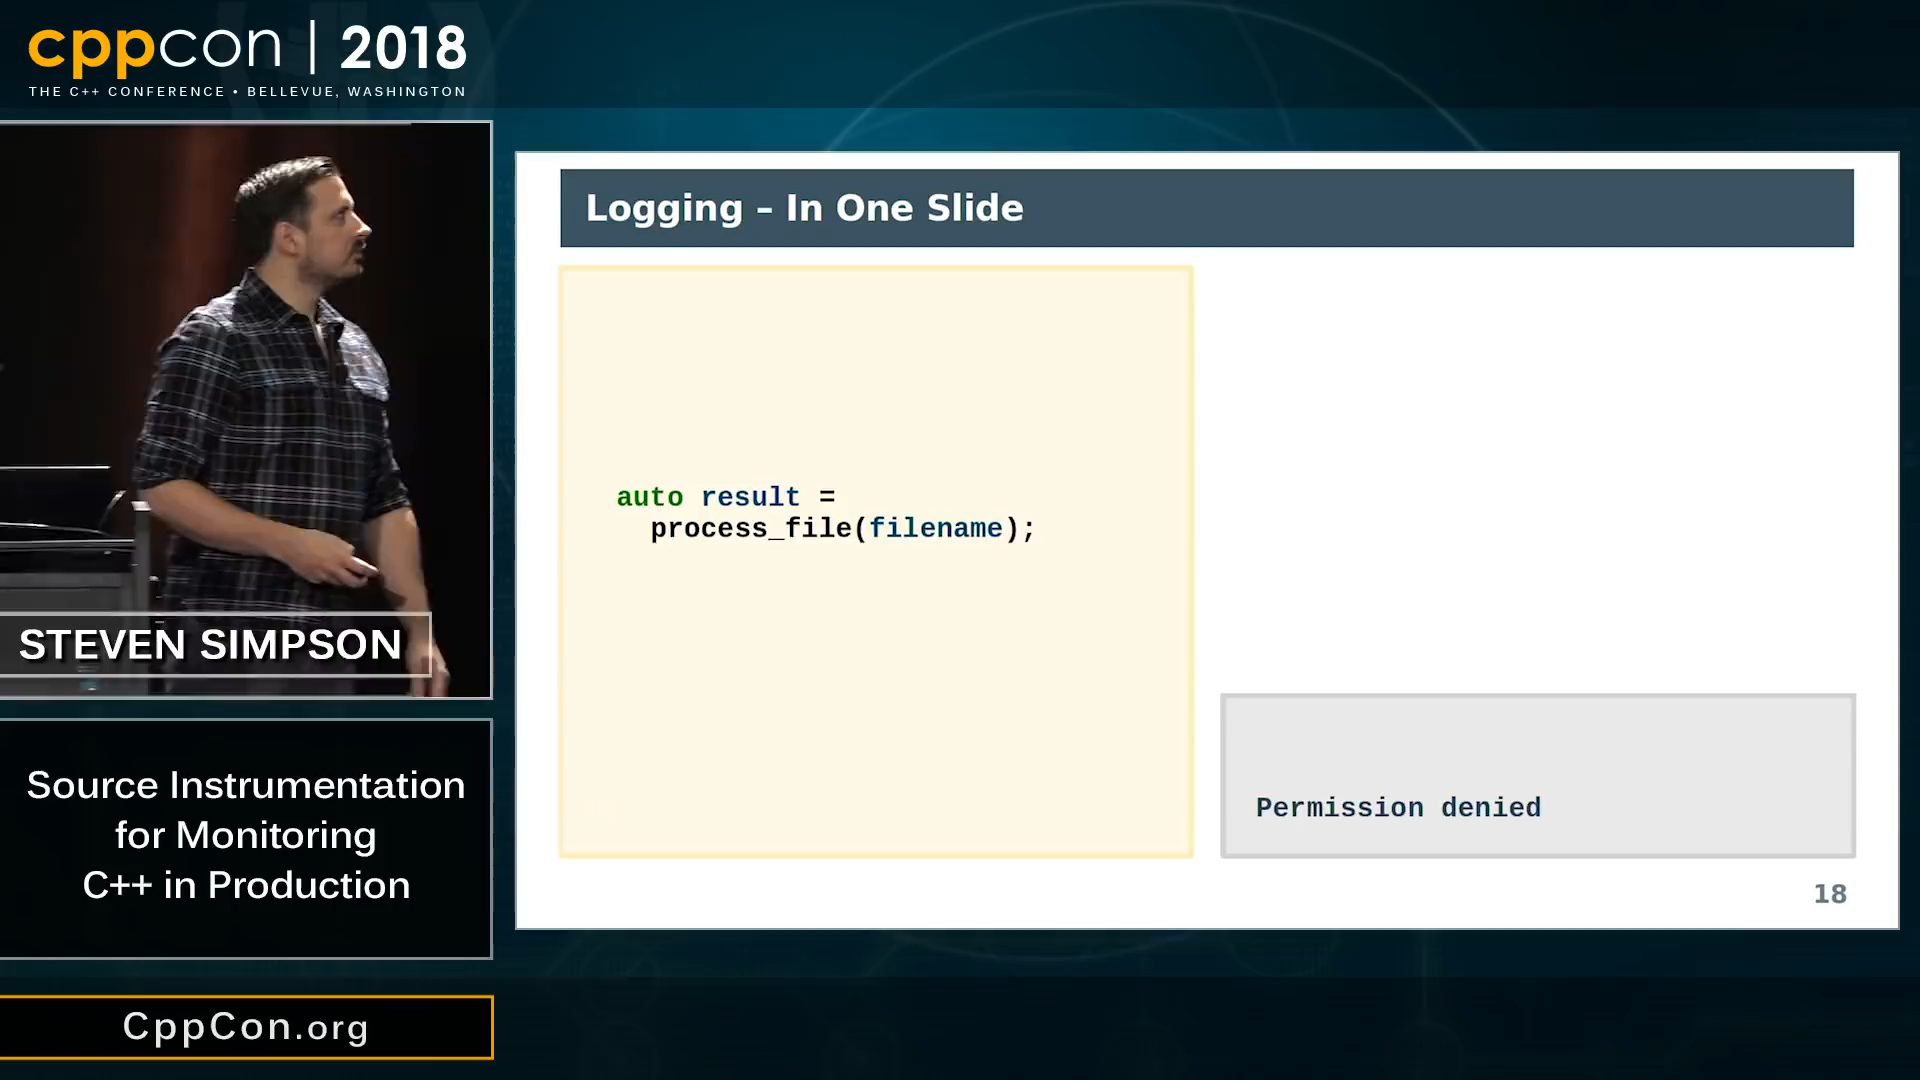 cppcon | 2018
THE C++ CONFERENCE • BELLEVUE, WASHINGTON
STEVEN SIMPSON
Source Instrumentation
for Monitoring
C++ in Production
CppCon.org
Logging – In One Slide
auto result =
process_file(filename);
Permission denied
18